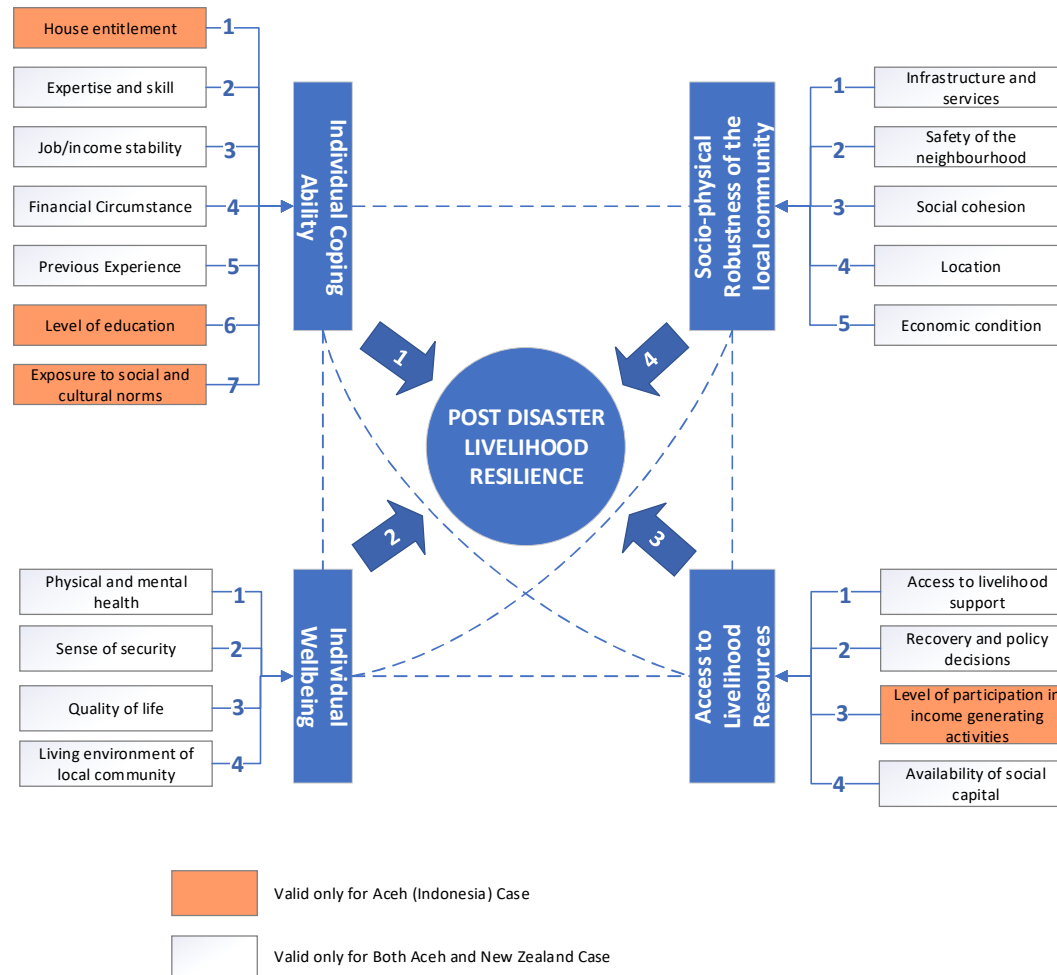 House entitlement
1
Expertise and skill
2
Job/income stability
3
Financial Circumstance
4
Previous Experience
5
Level of education
6
Exposure to social and
cultural norms
7
Individual Coping
Ability
Socio-physical
Robustness of the
local community
1
Infrastructure and
services
2
Safety of the
neighbourhood
3
Social cohesion
4
Location
5
Economic condition
1
4
POST DISASTER
LIVELIHOOD
RESILIENCE
2
3
Physical and mental
health
1
Sense of security
2
Quality of life
3
Living environment of
local community
4
Individual
Wellbeing
Access to
Livelihood
Resources
1
Access to livelihood
support
2
Recovery and policy
decisions
3
Level of participation in
income generating
activities
4
Availability of social
capital
Valid only for Aceh (Indonesia) Case
Valid only for Both Aceh and New Zealand Case